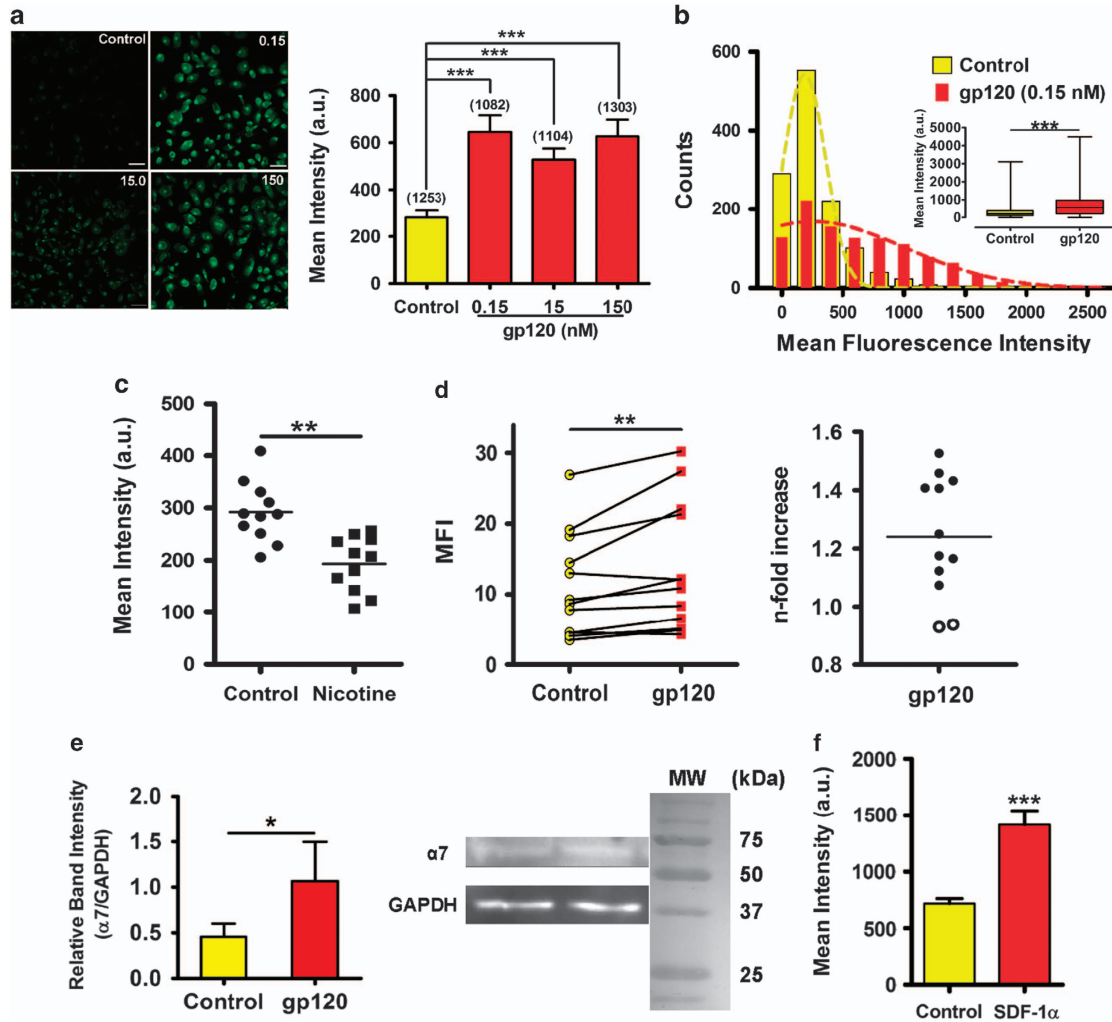 a
Control
0.15
15.0
150
Mean Intensity (a.u.)
800
600
400
200
0
***
***
***
(1253)
(1082)
(1104)
(1303)
Control
0.15
15
150
gp120 (nM)
b
Counts
600
400
200
0
Control
gp120 (0.15 nM)
Mean Intensity (a.u.)
5000
4000
3000
2000
1000
0
***
Control
gp120
0
500
1000
1500
2000
2500
Mean Fluorescence Intensity
c
Mean Intensity (a.u.)
500
400
300
200
100
0
**
Control
Nicotine
d
MFI
30
20
10
0
**
Control
gp120
n-fold increase
1.6
1.4
1.2
1.0
0.8
gp120
e
Relative Band Intensity
(α7/GAPDH)
2.0
1.5
1.0
0.5
0.0
*
Control
gp120
MW
(kDa)
α7
GAPDH
75
50
37
25
f
Mean Intensity (a.u.)
2000
1500
1000
500
0
***
Control
SDF-1α